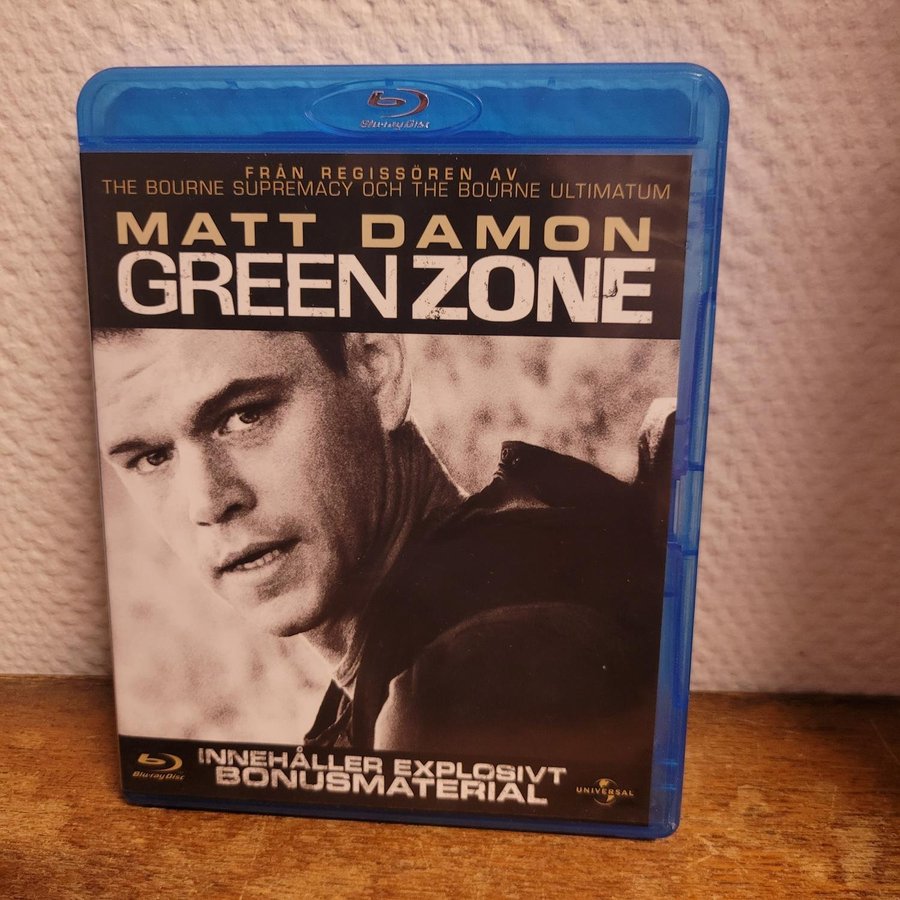 Blu-ray Disc
FRÅN REGISSÖREN AV
THE BOURNE SUPREMACY OCH THE BOURNE ULTIMATUM
MATT DAMON
GREEN ZONE
Blu-ray Disc
INNEHÅLLER EXPLOSIVT
BONUSMATERIAL
UNIVERSAL